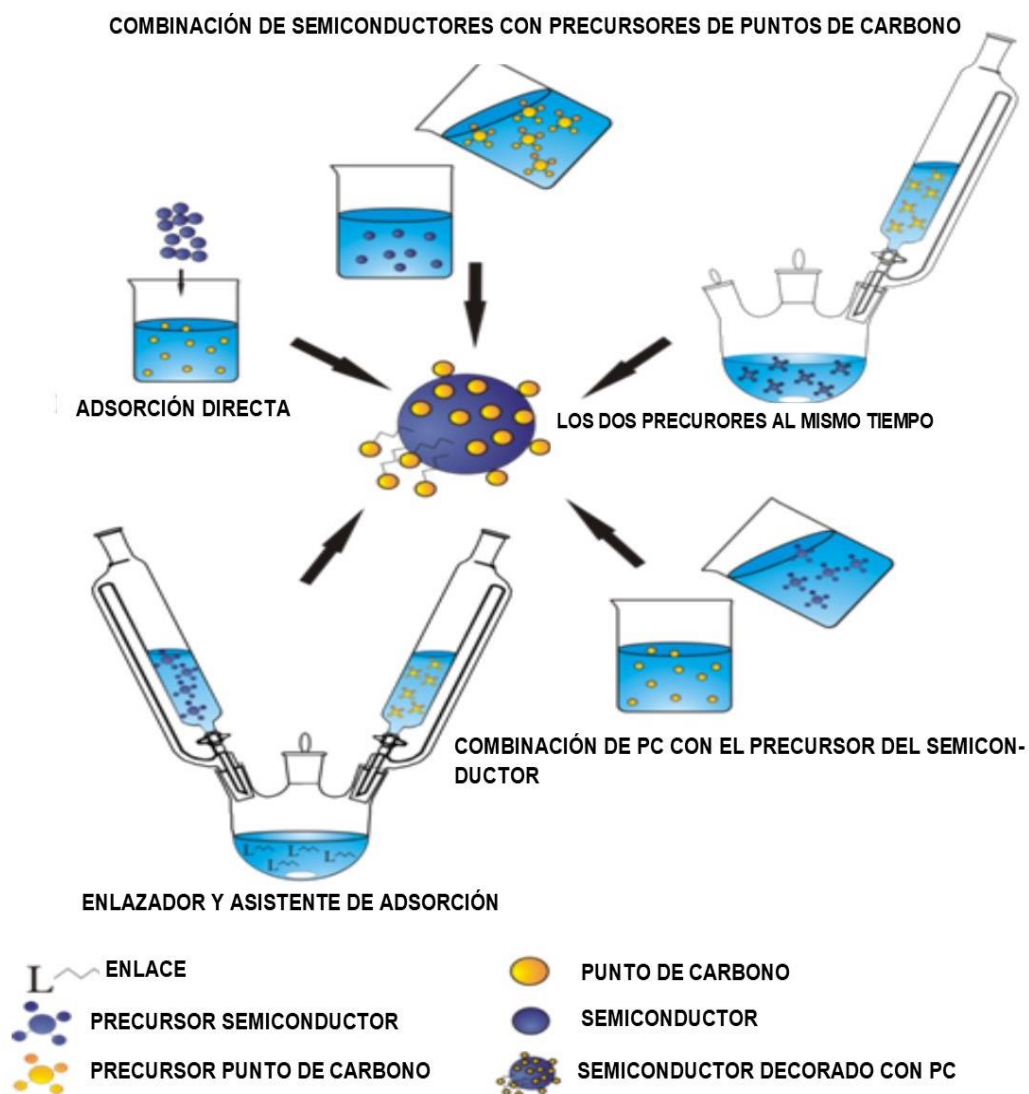 COMBINACIÓN DE SEMICONDUCTORES CON PRECURSORES DE PUNTOS DE CARBONO
ADSORCIÓN DIRECTA
LOS DOS PRECURORES AL MISMO TIEMPO
COMBINACIÓN DE PC CON EL PRECURSOR DEL SEMICON-
DUCTOR
L L L
L L
ENLAZADOR Y ASISTENTE DE ADSORCIÓN
L ENLACE
PUNTO DE CARBONO
PRECURSOR SEMICONDUCTOR
SEMICONDUCTOR
PRECURSOR PUNTO DE CARBONO
SEMICONDUCTOR DECORADO CON PC